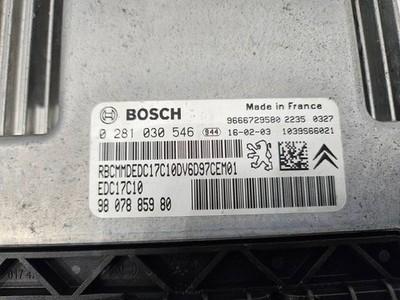 BOSCH
Made in France
9666729580 2235 0327
0 281 030 546 944 16-02-03 1039S66021
RBCMMDEDC17C10DV6D97CEM01
EDC17C10
98 078 859 80